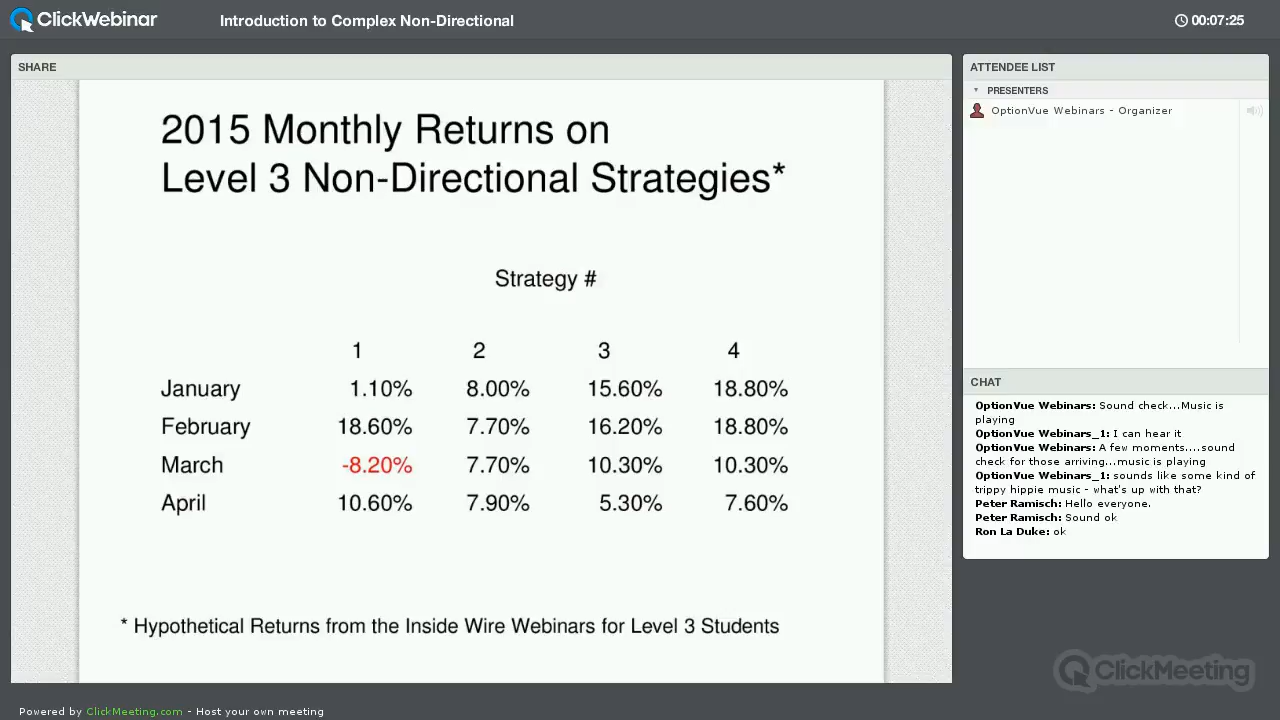 ClickWebinar
Introduction to Complex Non-Directional
00:07:25
SHARE
2015 Monthly Returns on
Level 3 Non-Directional Strategies*
Strategy #
1 2 3 4
January 1.10% 8.00% 15.60% 18.80%
February 18.60% 7.70% 16.20% 18.80%
March -8.20% 7.70% 10.30% 10.30%
April 10.60% 7.90% 5.30% 7.60%
* Hypothetical Returns from the Inside Wire Webinars for Level 3 Students
ATTENDEE LIST
PRESENTERS
OptionVue Webinars - Organizer
CHAT
OptionVue Webinars: Sound check...Music is
playing
OptionVue Webinars_1: I can hear it
OptionVue Webinars: A few moments....sound
check for those arriving...music is playing
OptionVue Webinars_1: sounds like some kind of
trippy hippie music - what's up with that?
Peter Ramisch: Hello everyone.
Peter Ramisch: Sound ok
Ron La Duke: ok
ClickMeeting
Powered by ClickMeeting.com - Host your own meeting